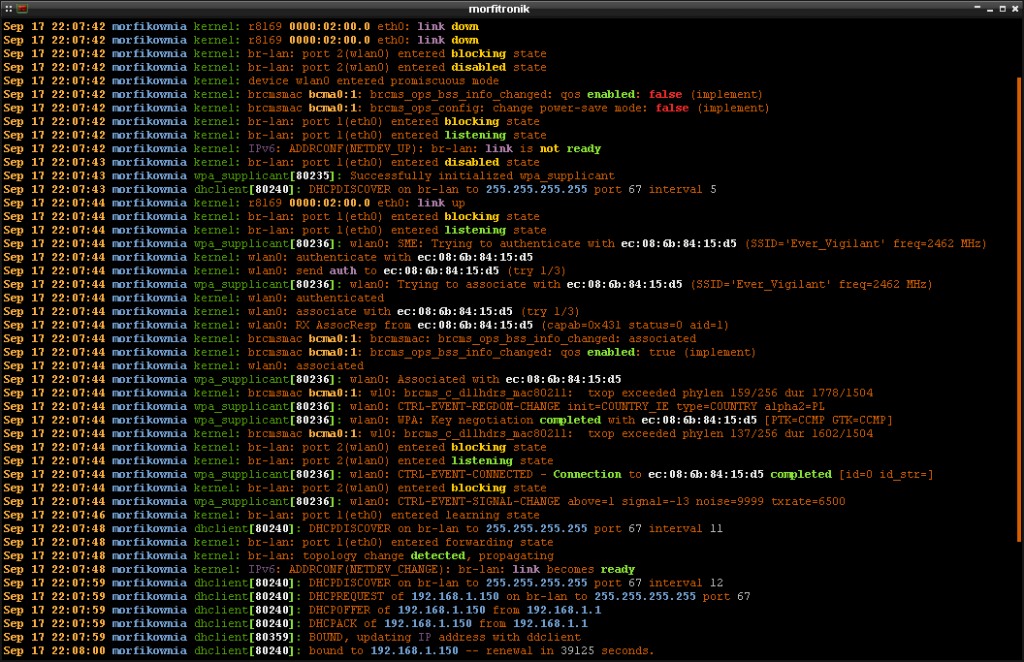 morfitronik
Sep 17 22:07:42 morfikownia kernel: r8169 0000:02:00.0 eth0: link down
Sep 17 22:07:42 morfikownia kernel: r8169 0000:02:00.0 eth0: link down
Sep 17 22:07:42 morfikownia kernel: br-lan: port 2(wlan0) entered blocking state
Sep 17 22:07:42 morfikownia kernel: br-lan: port 2(wlan0) entered disabled state
Sep 17 22:07:42 morfikownia kernel: device wlan0 entered promiscuous mode
Sep 17 22:07:42 morfikownia kernel: brcmsmac bcma0:1: brcms_ops_bss_info_changed: qos enabled: false (implement)
Sep 17 22:07:42 morfikownia kernel: brcmsmac bcma0:1: brcms_ops_config: change power-save mode: false (implement)
Sep 17 22:07:42 morfikownia kernel: br-lan: port 1(eth0) entered blocking state
Sep 17 22:07:42 morfikownia kernel: br-lan: port 1(eth0) entered listening state
Sep 17 22:07:42 morfikownia kernel: IPv6: ADDRCONF(NETDEV_UP): br-lan: link is not ready
Sep 17 22:07:43 morfikownia kernel: br-lan: port 1(eth0) entered disabled state
Sep 17 22:07:43 morfikownia wpa_supplicant[80235]: Successfully initialized wpa_supplicant
Sep 17 22:07:43 morfikownia dhclient[80240]: DHCPDISCOVER on br-lan to 255.255.255.255 port 67 interval 5
Sep 17 22:07:44 morfikownia kernel: r8169 0000:02:00.0 eth0: link up
Sep 17 22:07:44 morfikownia kernel: br-lan: port 1(eth0) entered blocking state
Sep 17 22:07:44 morfikownia kernel: br-lan: port 1(eth0) entered listening state
Sep 17 22:07:44 morfikownia wpa_supplicant[80236]: wlan0: SME: Trying to authenticate with ec:08:6b:84:15:d5 (SSID='Ever_Vigilant' freq=2462 MHz)
Sep 17 22:07:44 morfikownia kernel: wlan0: authenticate with ec:08:6b:84:15:d5
Sep 17 22:07:44 morfikownia kernel: wlan0: send auth to ec:08:6b:84:15:d5 (try 1/3)
Sep 17 22:07:44 morfikownia wpa_supplicant[80236]: wlan0: Trying to associate with ec:08:6b:84:15:d5 (SSID='Ever_Vigilant' freq=2462 MHz)
Sep 17 22:07:44 morfikownia kernel: wlan0: authenticated
Sep 17 22:07:44 morfikownia kernel: wlan0: associate with ec:08:6b:84:15:d5 (try 1/3)
Sep 17 22:07:44 morfikownia kernel: wlan0: RX AssocResp from ec:08:6b:84:15:d5 (capab=0x431 status=0 aid=1)
Sep 17 22:07:44 morfikownia kernel: brcmsmac bcma0:1: brcmsmac: brcms_ops_bss_info_changed: associated
Sep 17 22:07:44 morfikownia kernel: brcmsmac bcma0:1: brcms_ops_bss_info_changed: qos enabled: true (implement)
Sep 17 22:07:44 morfikownia kernel: wlan0: associated
Sep 17 22:07:44 morfikownia wpa_supplicant[80236]: wlan0: Associated with ec:08:6b:84:15:d5
Sep 17 22:07:44 morfikownia kernel: brcmsmac bcma0:1: wl0: brcms_c_d11hdrs_mac80211:  txop exceeded phylen 159/256 dur 1778/1504
Sep 17 22:07:44 morfikownia wpa_supplicant[80236]: wlan0: CTRL-EVENT-REGDOM-CHANGE init=COUNTRY_IE type=COUNTRY alpha2=PL
Sep 17 22:07:44 morfikownia wpa_supplicant[80236]: wlan0: WPA: Key negotiation completed with ec:08:6b:84:15:d5 [PTK=CCMP GTK=CCMP]
Sep 17 22:07:44 morfikownia kernel: brcmsmac bcma0:1: wl0: brcms_c_d11hdrs_mac80211:  txop exceeded phylen 137/256 dur 1602/1504
Sep 17 22:07:44 morfikownia kernel: br-lan: port 2(wlan0) entered blocking state
Sep 17 22:07:44 morfikownia kernel: br-lan: port 2(wlan0) entered listening state
Sep 17 22:07:44 morfikownia wpa_supplicant[80236]: wlan0: CTRL-EVENT-CONNECTED - Connection to ec:08:6b:84:15:d5 completed [id=0 id_str=]
Sep 17 22:07:44 morfikownia kernel: br-lan: port 2(wlan0) entered blocking state
Sep 17 22:07:44 morfikownia wpa_supplicant[80236]: wlan0: CTRL-EVENT-SIGNAL-CHANGE above=1 signal=-13 noise=9999 txrate=6500
Sep 17 22:07:46 morfikownia kernel: br-lan: port 1(eth0) entered learning state
Sep 17 22:07:48 morfikownia dhclient[80240]: DHCPDISCOVER on br-lan to 255.255.255.255 port 67 interval 11
Sep 17 22:07:48 morfikownia kernel: br-lan: port 1(eth0) entered forwarding state
Sep 17 22:07:48 morfikownia kernel: br-lan: topology change detected, propagating
Sep 17 22:07:48 morfikownia kernel: IPv6: ADDRCONF(NETDEV_CHANGE): br-lan: link becomes ready
Sep 17 22:07:59 morfikownia dhclient[80240]: DHCPDISCOVER on br-lan to 255.255.255.255 port 67 interval 12
Sep 17 22:07:59 morfikownia dhclient[80240]: DHCPREQUEST of 192.168.1.150 on br-lan to 255.255.255.255 port 67
Sep 17 22:07:59 morfikownia dhclient[80240]: DHCPOFFER of 192.168.1.150 from 192.168.1.1
Sep 17 22:07:59 morfikownia dhclient[80240]: DHCPACK of 192.168.1.150 from 192.168.1.1
Sep 17 22:07:59 morfikownia dhclient[80359]: BOUND, updating IP address with ddclient
Sep 17 22:08:00 morfikownia dhclient[80240]: bound to 192.168.1.150 -- renewal in 39125 seconds.